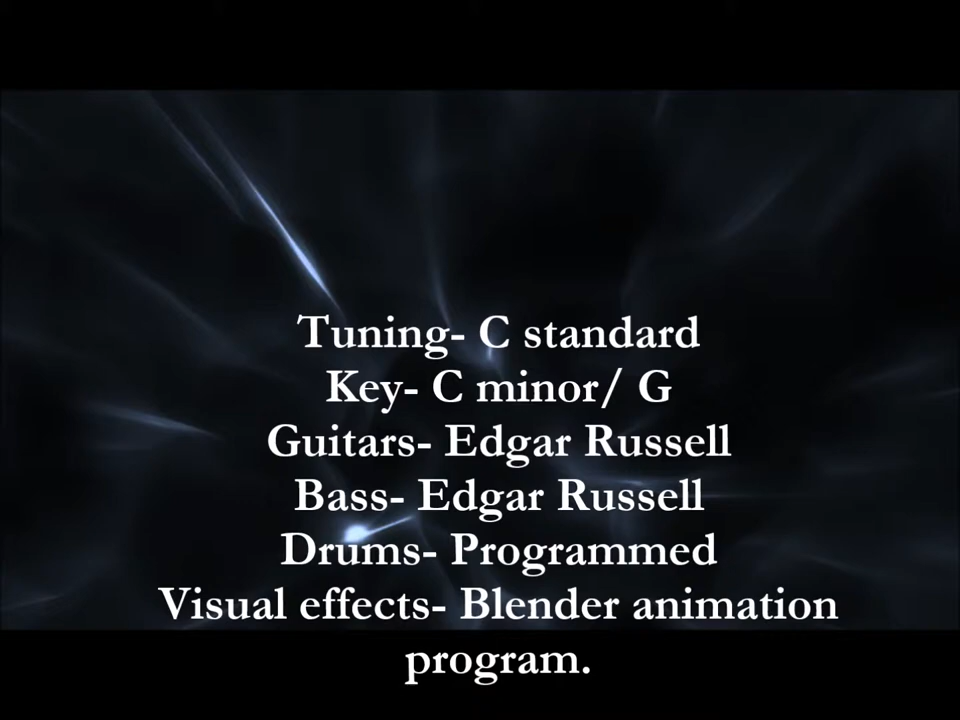 Tuning- C standard
Key- C minor/ G
Guitars- Edgar Russell
Bass- Edgar Russell
Drums- Programmed
Visual effects- Blender animation
program.